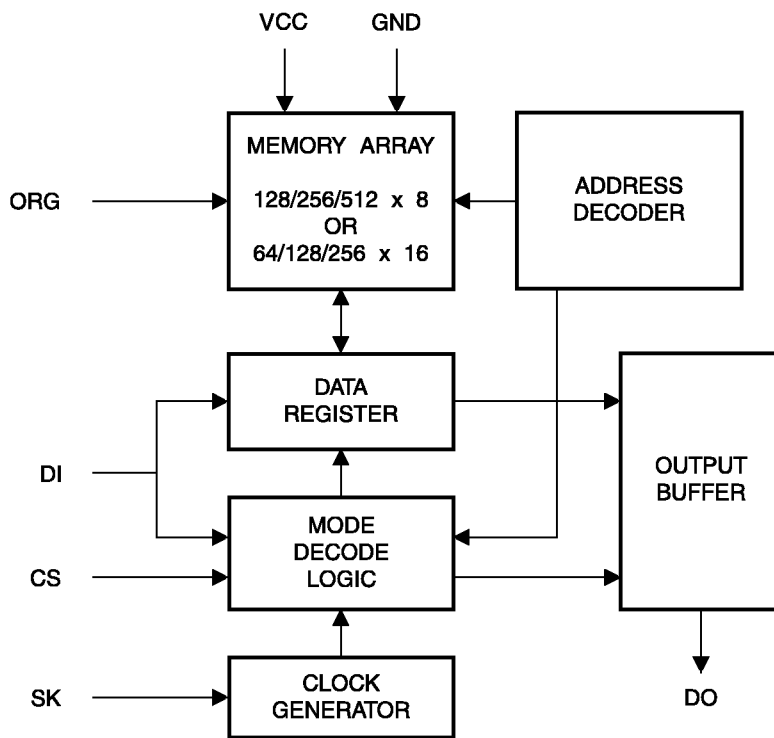 VCC
GND
MEMORY ARRAY
128/256/512 x 8
OR
64/128/256 x 16
ADDRESS
DECODER
ORG
DATA
REGISTER
DI
OUTPUT
BUFFER
MODE
DECODE
LOGIC
CS
CLOCK
GENERATOR
SK
DO